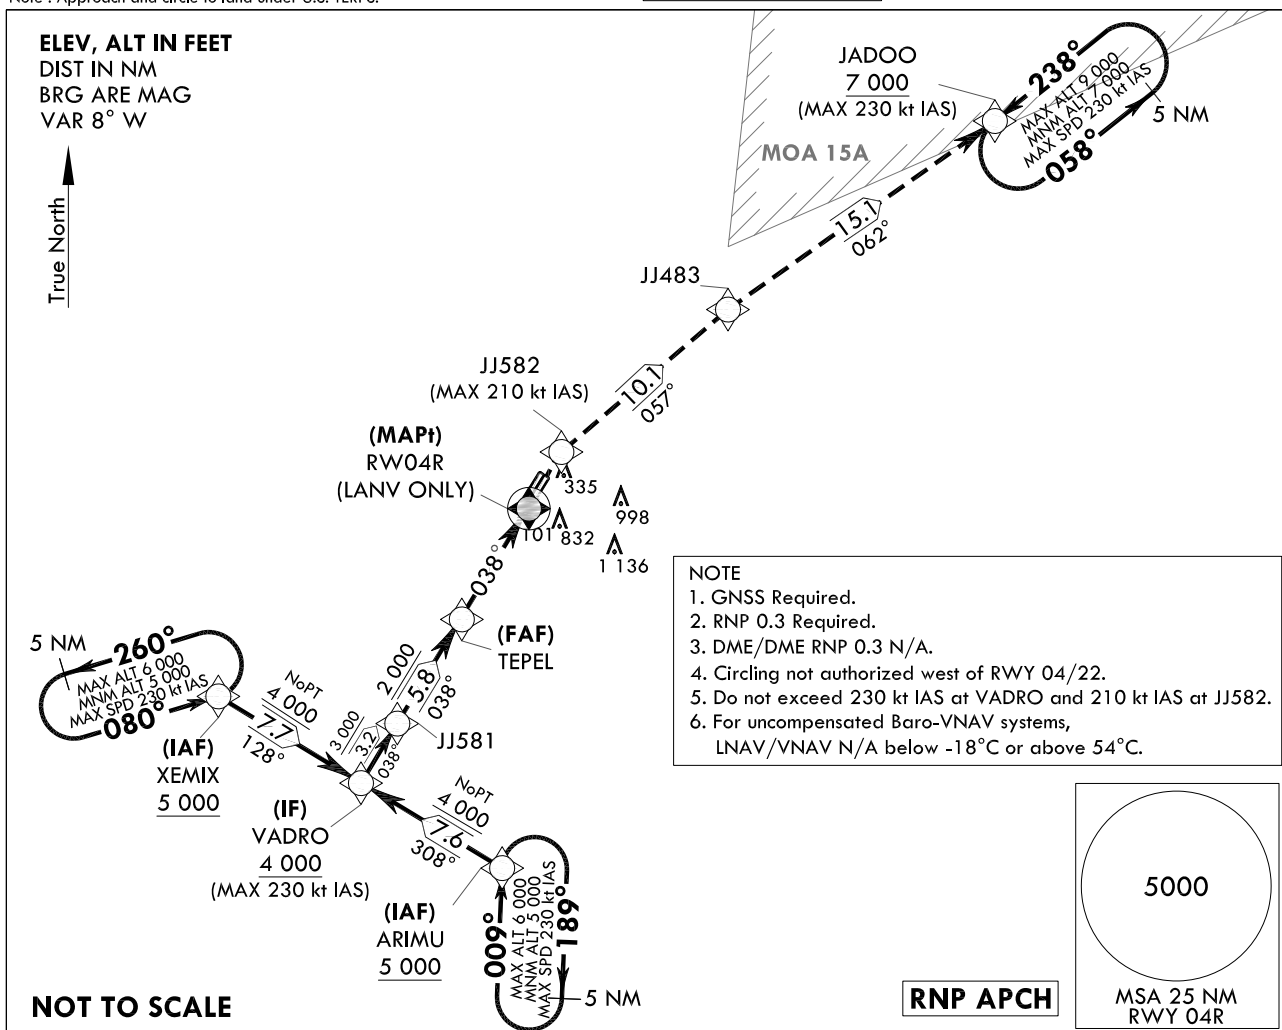 Note : Approach and circle to land under U.S. TERPS.
ELEV, ALT IN FEET
DIST IN NM
BRG ARE MAG
VAR 8° W
True North
JADOO
7 000
(MAX 230 kt IAS)
238°
MAX ALT 9 000
MNM ALT 7 000
MAX SPD 230 kt IAS
058°
5 NM
MOA 15A
15.1
062°
JJ483
10.1
057°
JJ582
(MAX 210 kt IAS)
(MAPt)
RW04R
(LANV ONLY)
335
998
101
832
1 136
038°
(FAF)
TEPEL
2 000
5.8
038°
JJ581
3 000
3.2
038°
5 NM
260°
MAX ALT 6 000
MNM ALT 5 000
MAX SPD 230 kt IAS
080°
NoPT
4 000
7.7
128°
(IAF)
XEMIX
5 000
(IF)
VADRO
4 000
(MAX 230 kt IAS)
NoPT
4 000
7.6
308°
(IAF)
ARIMU
5 000
009°
MAX ALT 6 000
MNM ALT 5 000
MAX SPD 230 kt IAS
189°
5 NM
NOTE
1. GNSS Required.
2. RNP 0.3 Required.
3. DME/DME RNP 0.3 N/A.
4. Circling not authorized west of RWY 04/22.
5. Do not exceed 230 kt IAS at VADRO and 210 kt IAS at JJ582.
6. For uncompensated Baro-VNAV systems,
LNAV/VNAV N/A below -18°C or above 54°C.
5000
MSA 25 NM
RWY 04R
RNP APCH
NOT TO SCALE